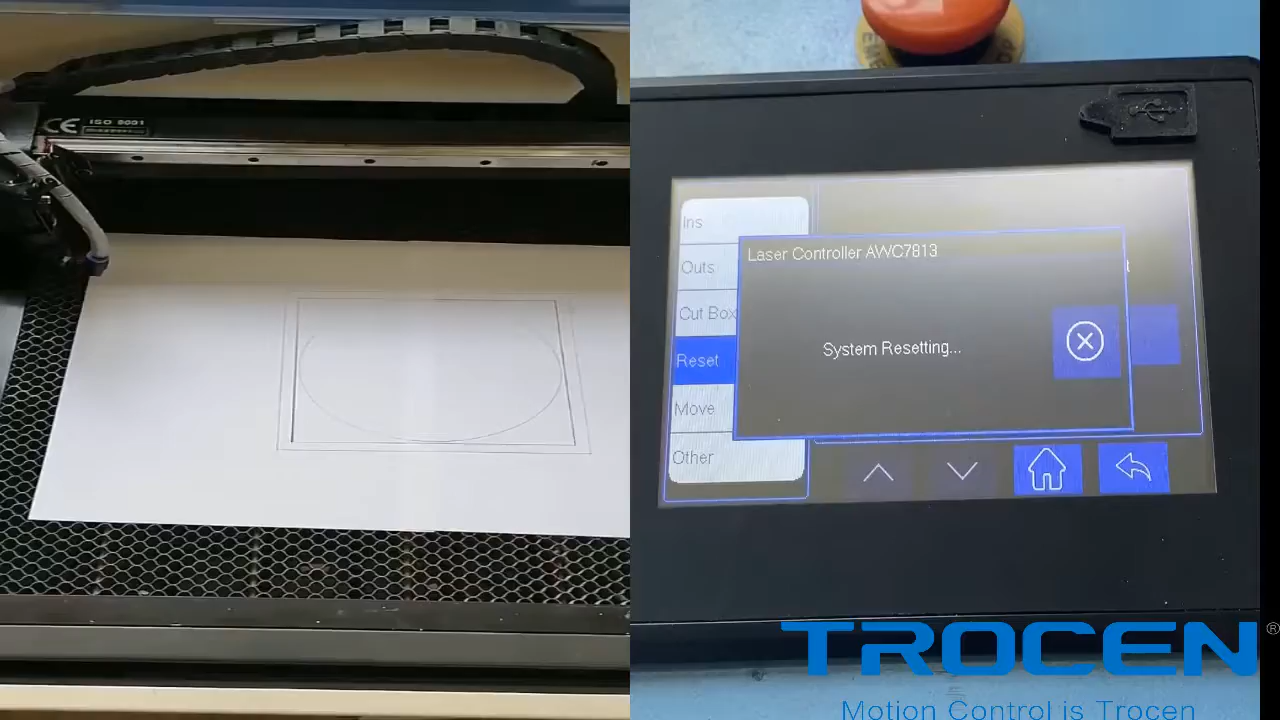 CE ISO 9001
Ins
Outs
Cut Box
Reset
Move
Other
Laser Controller AWC7813
System Resetting...
TROCEN®
Motion Control is Trocen